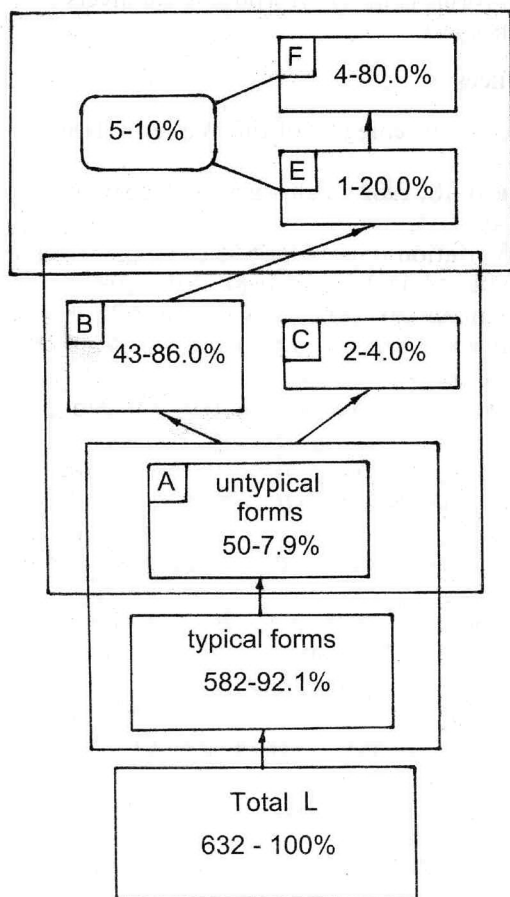 F
4-80.0%
5-10%
E
1-20.0%
B
43-86.0%
C
2-4.0%
A
untypical
forms
50-7.9%
typical forms
582-92.1%
Total L
632 - 100%